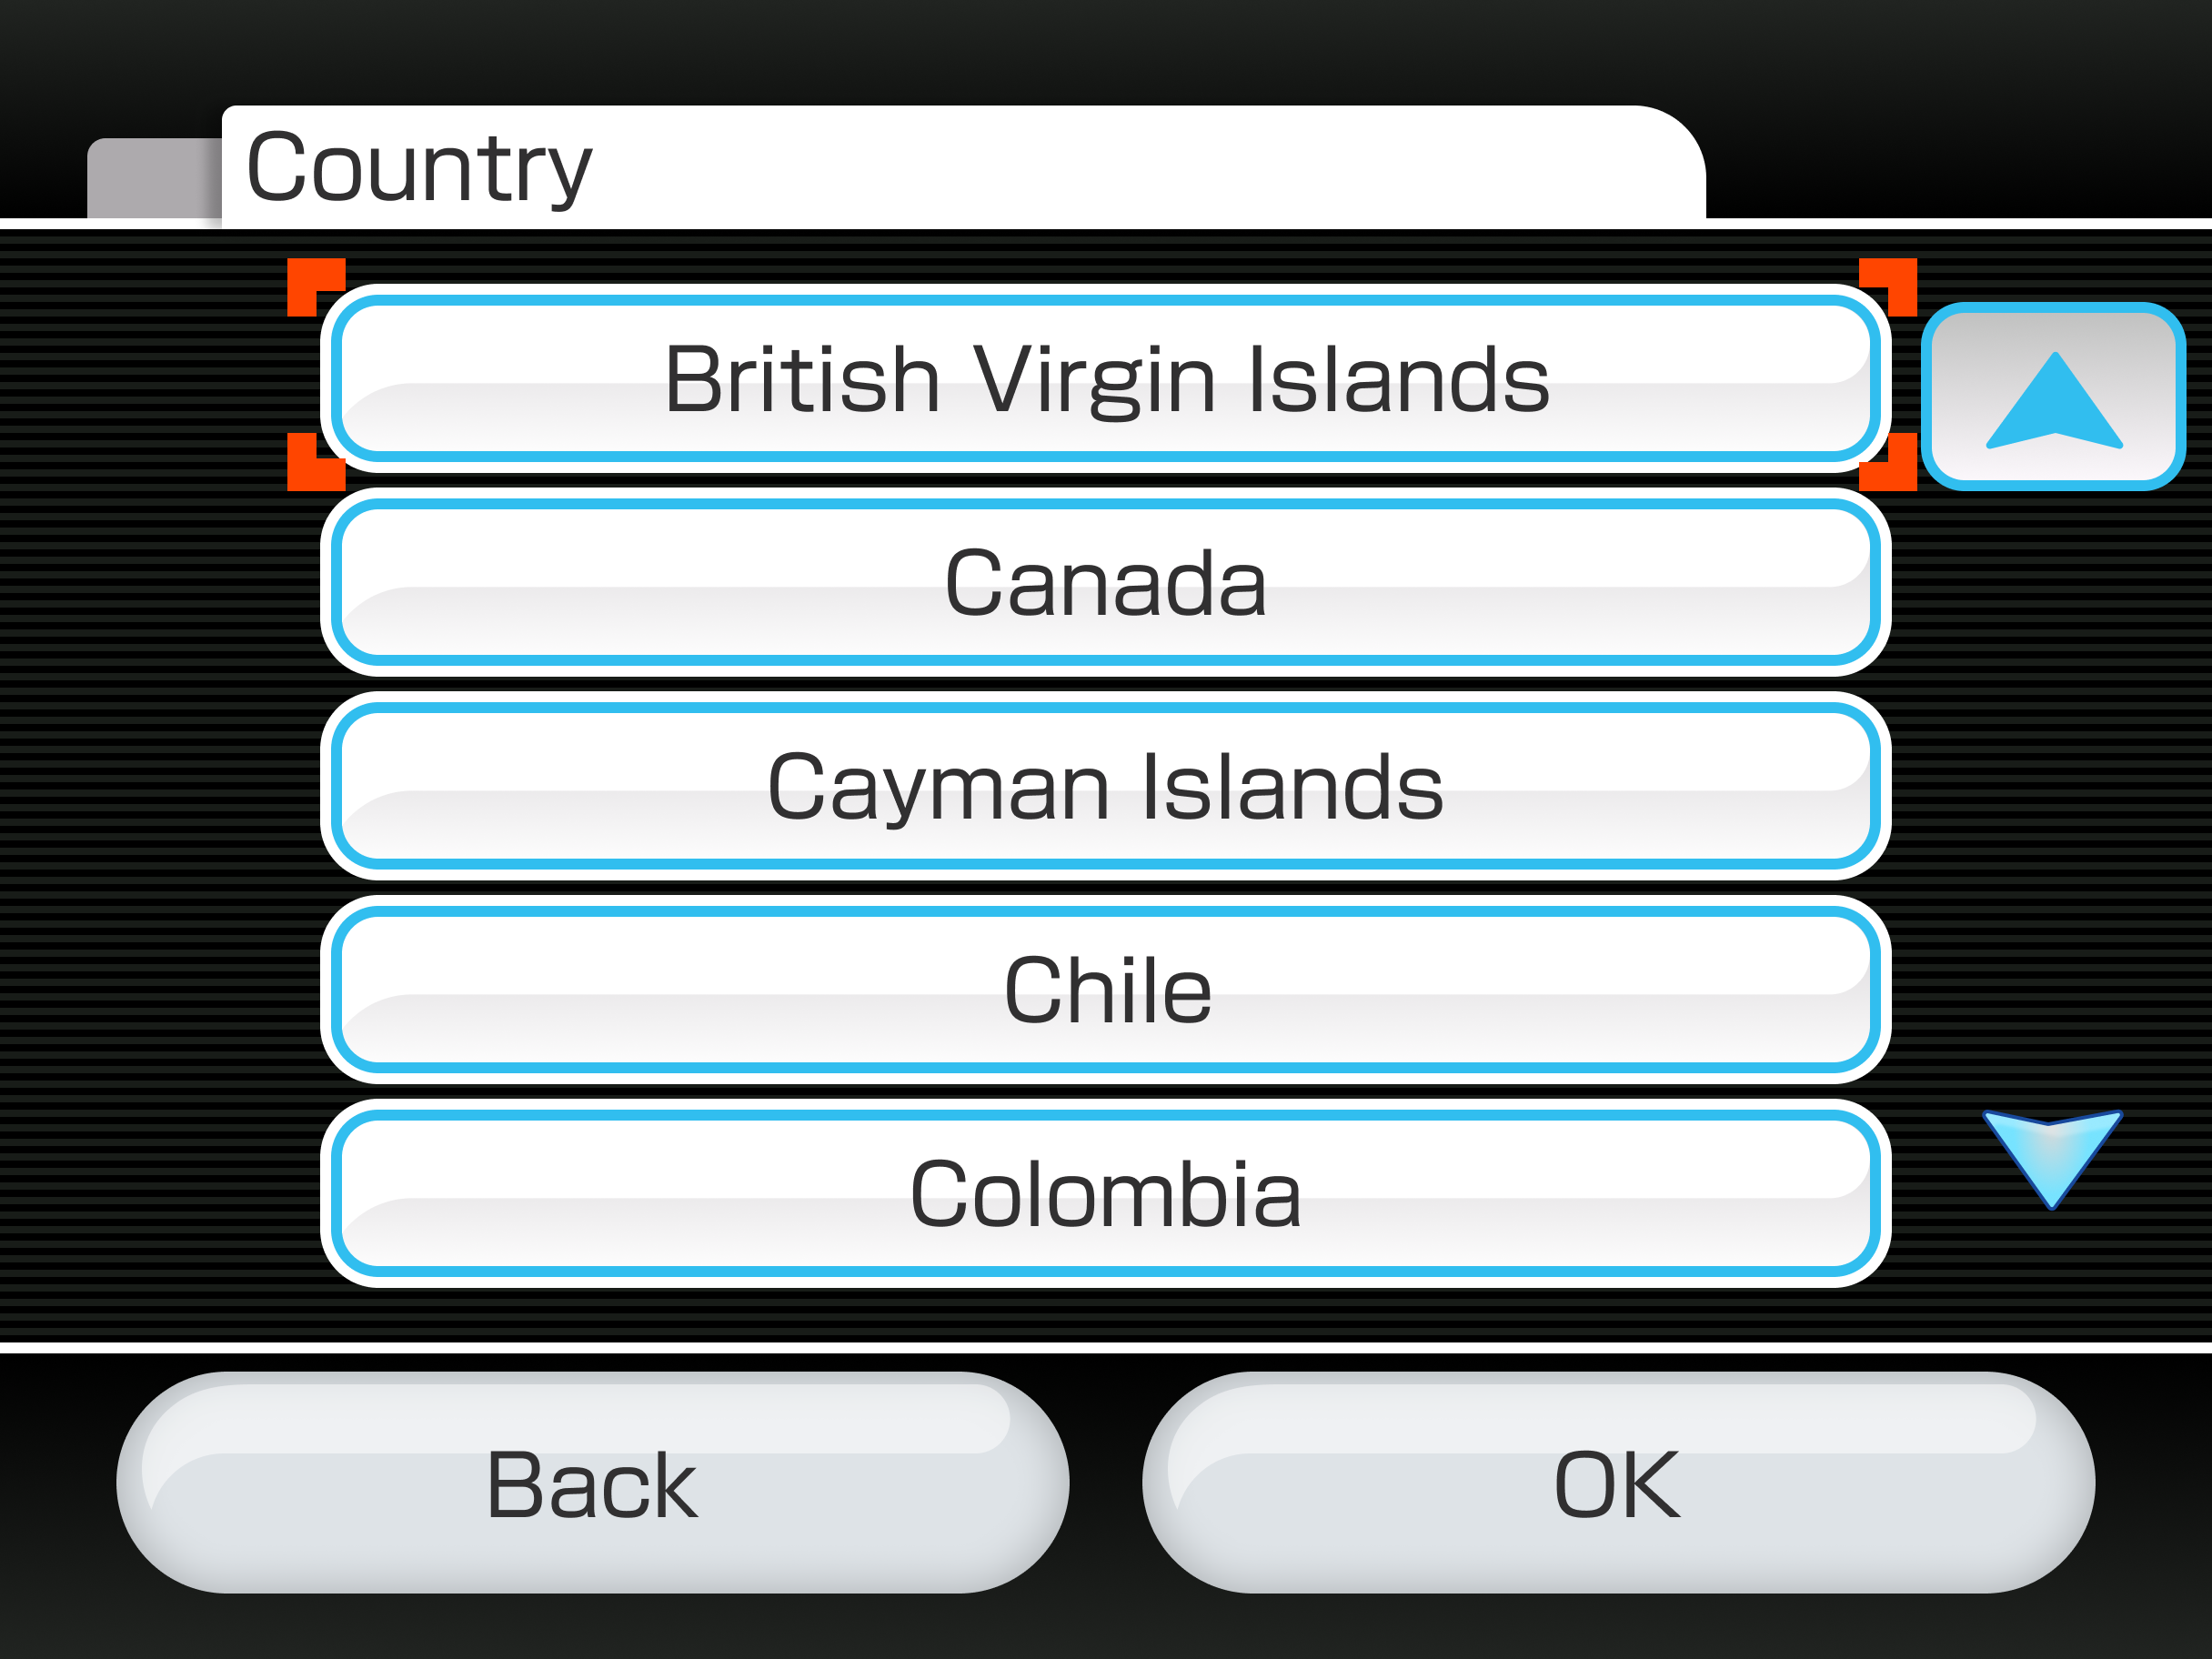 Country
British Virgin Islands
Canada
Cayman Islands
Chile
Colombia
Back
OK